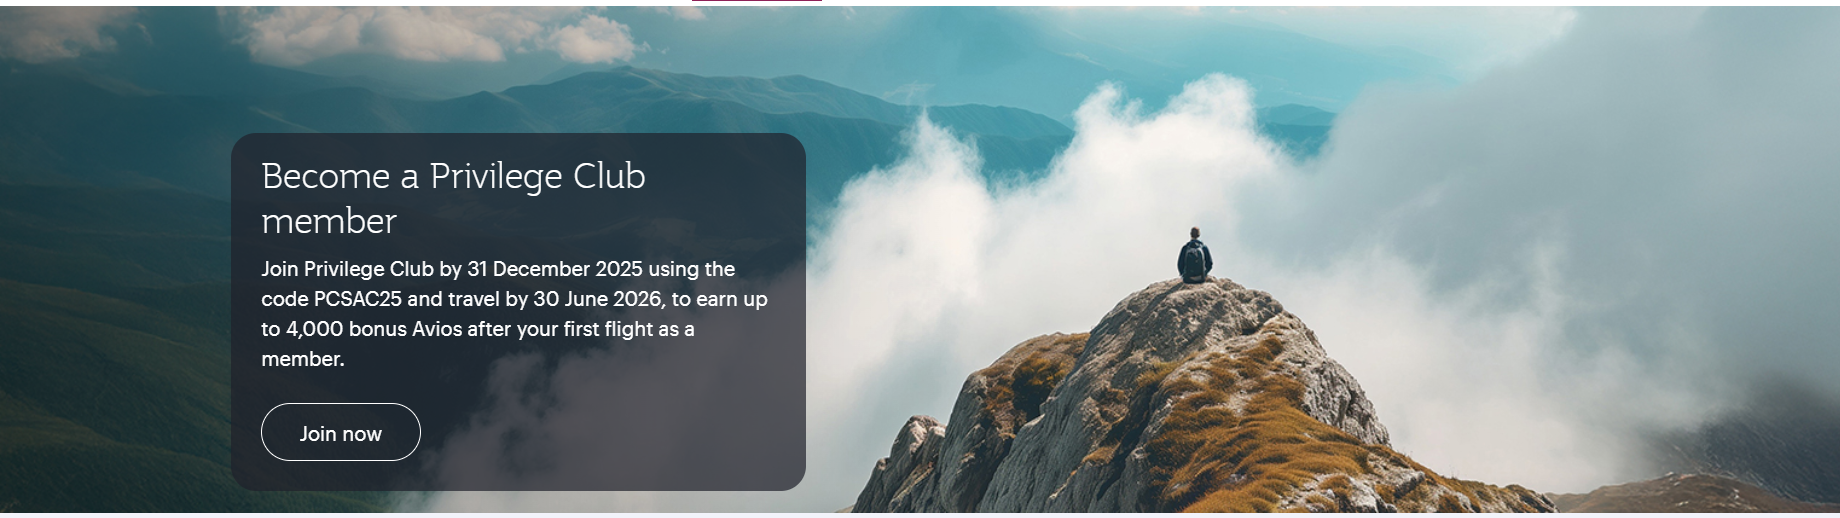 Become a Privilege Club
member
Join Privilege Club by 31 December 2025 using the
code PCSAC25 and travel by 30 June 2026, to earn up
to 4,000 bonus Avios after your first flight as a
member.
Join now